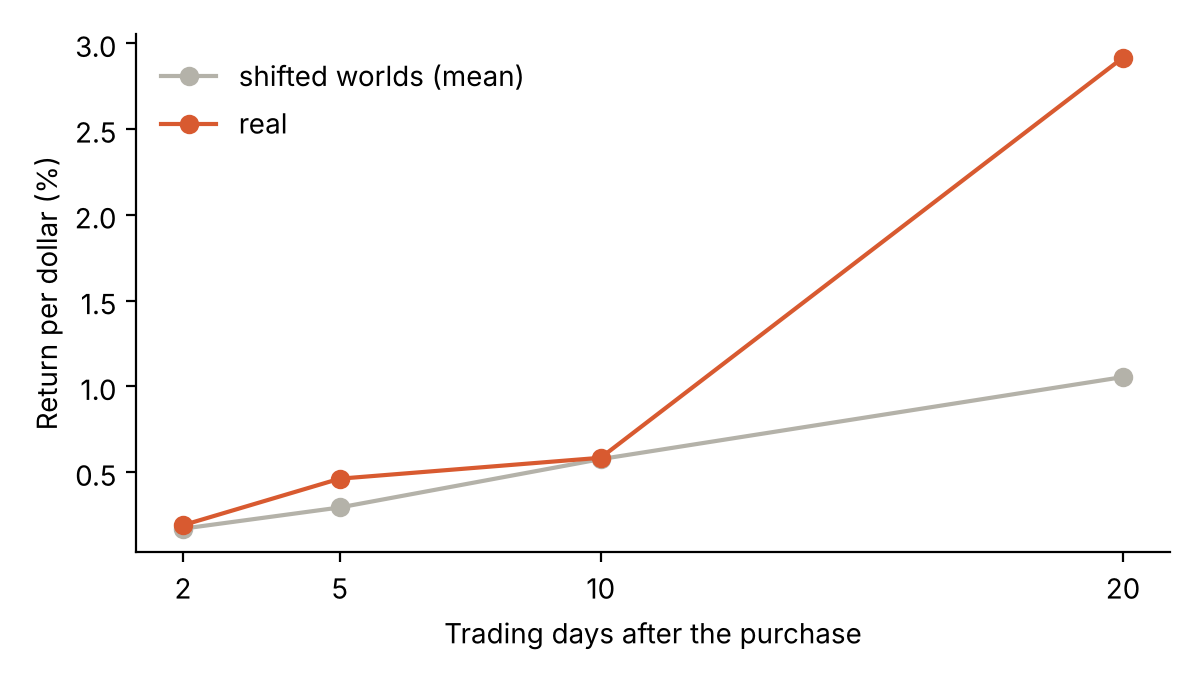 3.0
2.5
2.0
1.5
1.0
0.5
Return per dollar (%)
shifted worlds (mean)
real
2 5 10 20
Trading days after the purchase